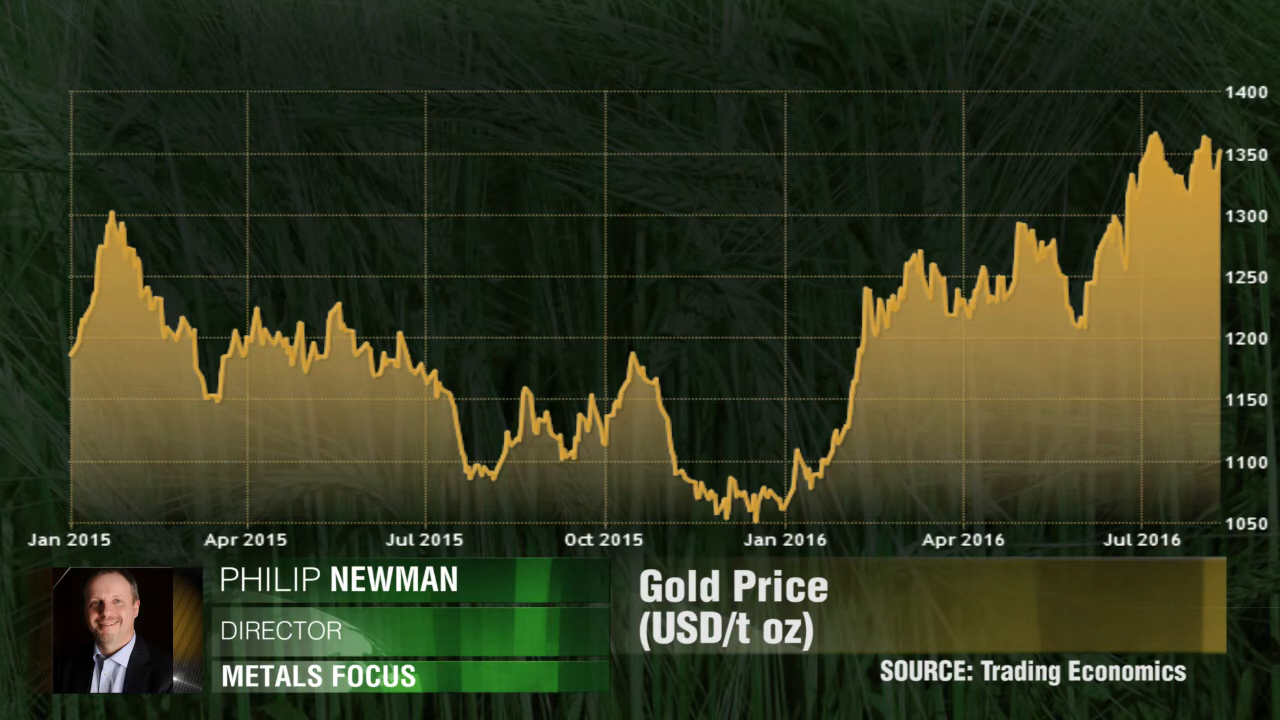 1400
1350
1300
1250
1200
1150
1100
1050
Jan 2015 Apr 2015 Jul 2015 Oct 2015 Jan 2016 Apr 2016 Jul 2016
PHILIP NEWMAN
DIRECTOR
METALS FOCUS
Gold Price
(USD/t oz)
SOURCE: Trading Economics